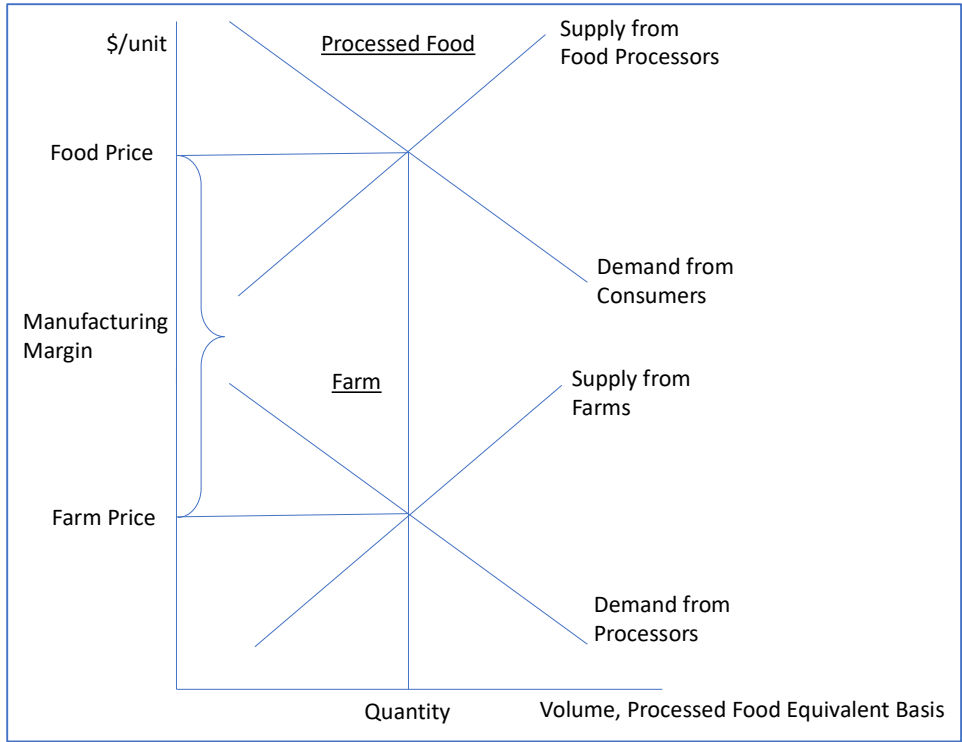 $/unit
Processed Food
Supply from
Food Processors
Food Price
Demand from
Consumers
Manufacturing
Margin
Farm
Supply from
Farms
Farm Price
Demand from
Processors
Quantity
Volume, Processed Food Equivalent Basis